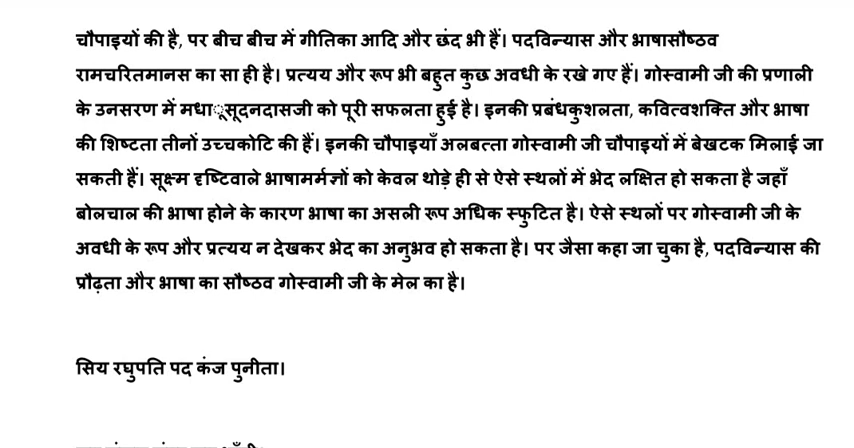 चौपाइयों की है, पर बीच बीच में गीतिका आदि और छंद भी हैं। पदविन्यास और भाषासौष्ठव
रामचरितमानस का सा ही है। प्रत्यय और रूप भी बहुत कुछ अवधी के रखे गए हैं। गोस्वामी जी की प्रणाली
के उनसरण में मधाूसूदनदासजी को पूरी सफलता हुई है। इनकी प्रबंधकुशलता, कवित्वशक्ति और भाषा
की शिष्टता तीनों उच्चकोटि की हैं। इनकी चौपाइयाँ अलबत्ता गोस्वामी जी चौपाइयों में बेखटक मिलाई जा
सकती हैं। सूक्ष्म दृष्टिवाले भाषामर्मज्ञों को केवल थोड़े ही से ऐसे स्थलों में भेद लक्षित हो सकता है जहाँ
बोलचाल की भाषा होने के कारण भाषा का असली रूप अधिक स्फुटित है। ऐसे स्थलों पर गोस्वामी जी के
अवधी के रूप और प्रत्यय न देखकर भेद का अनुभव हो सकता है। पर जैसा कहा जा चुका है, पदविन्यास की
प्रौढ़ता और भाषा का सौष्ठव गोस्वामी जी के मेल का है।
सिय रघुपति पद कंज पुनीता।